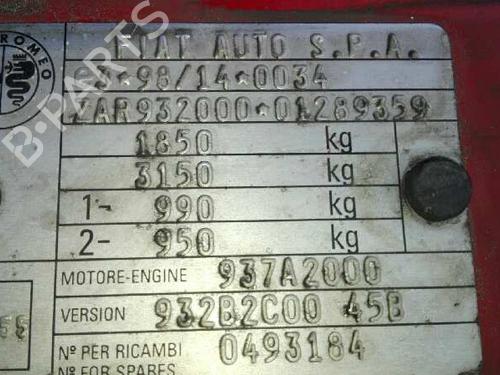 ROMEO
FIAT AUTO S.P.A.
*98/14*0034
ZAR932000*01289359
1850 kg
3150 kg
1- 990 kg
2- 950 kg
MOTORE-ENGINE 937A2000
VERSION 932B2C00 45B
Nº PER RICAMBI 0493184
Nº FOR SPARES
B-PARTS